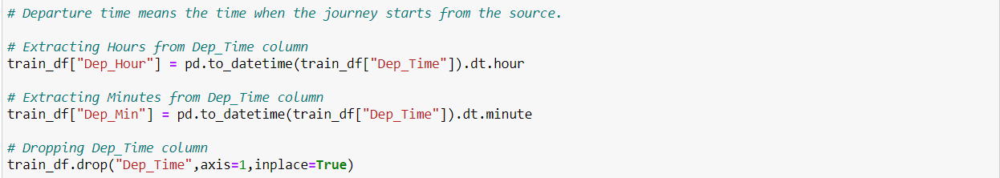 # Departure time means the time when the journey starts from the source.
# Extracting Hours from Dep_Time column
train_df["Dep_Hour"] = pd.to_datetime(train_df["Dep_Time"]).dt.hour
# Extracting Minutes from Dep_Time column
train_df["Dep_Min"] = pd.to_datetime(train_df["Dep_Time"]).dt.minute
# Dropping Dep_Time column
train_df.drop("Dep_Time",axis=1,inplace=True)